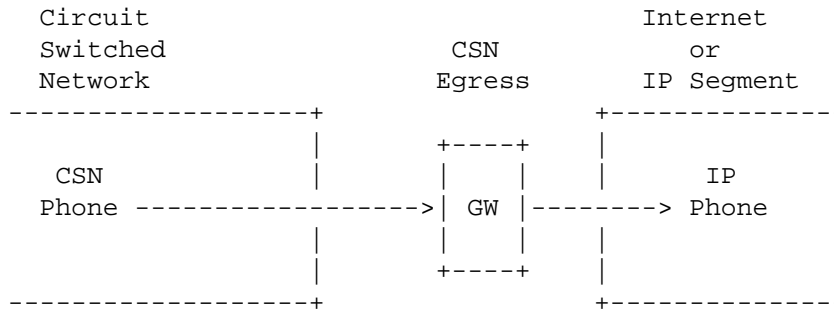 Circuit Internet
Switched CSN or
Network Egress IP Segment
CSN IP
Phone GW Phone